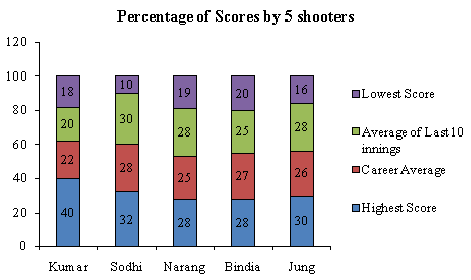 Percentage of Scores by 5 shooters
120
100
80
60
40
20
0
18 10 19 20 16
20 30 28 25 28
22 28 25 27 26
40 32 28 28 30
Kumar Sodhi Narang Bindia Jung
Lowest Score
Average of Last 10
innings
Career Average
Highest Score